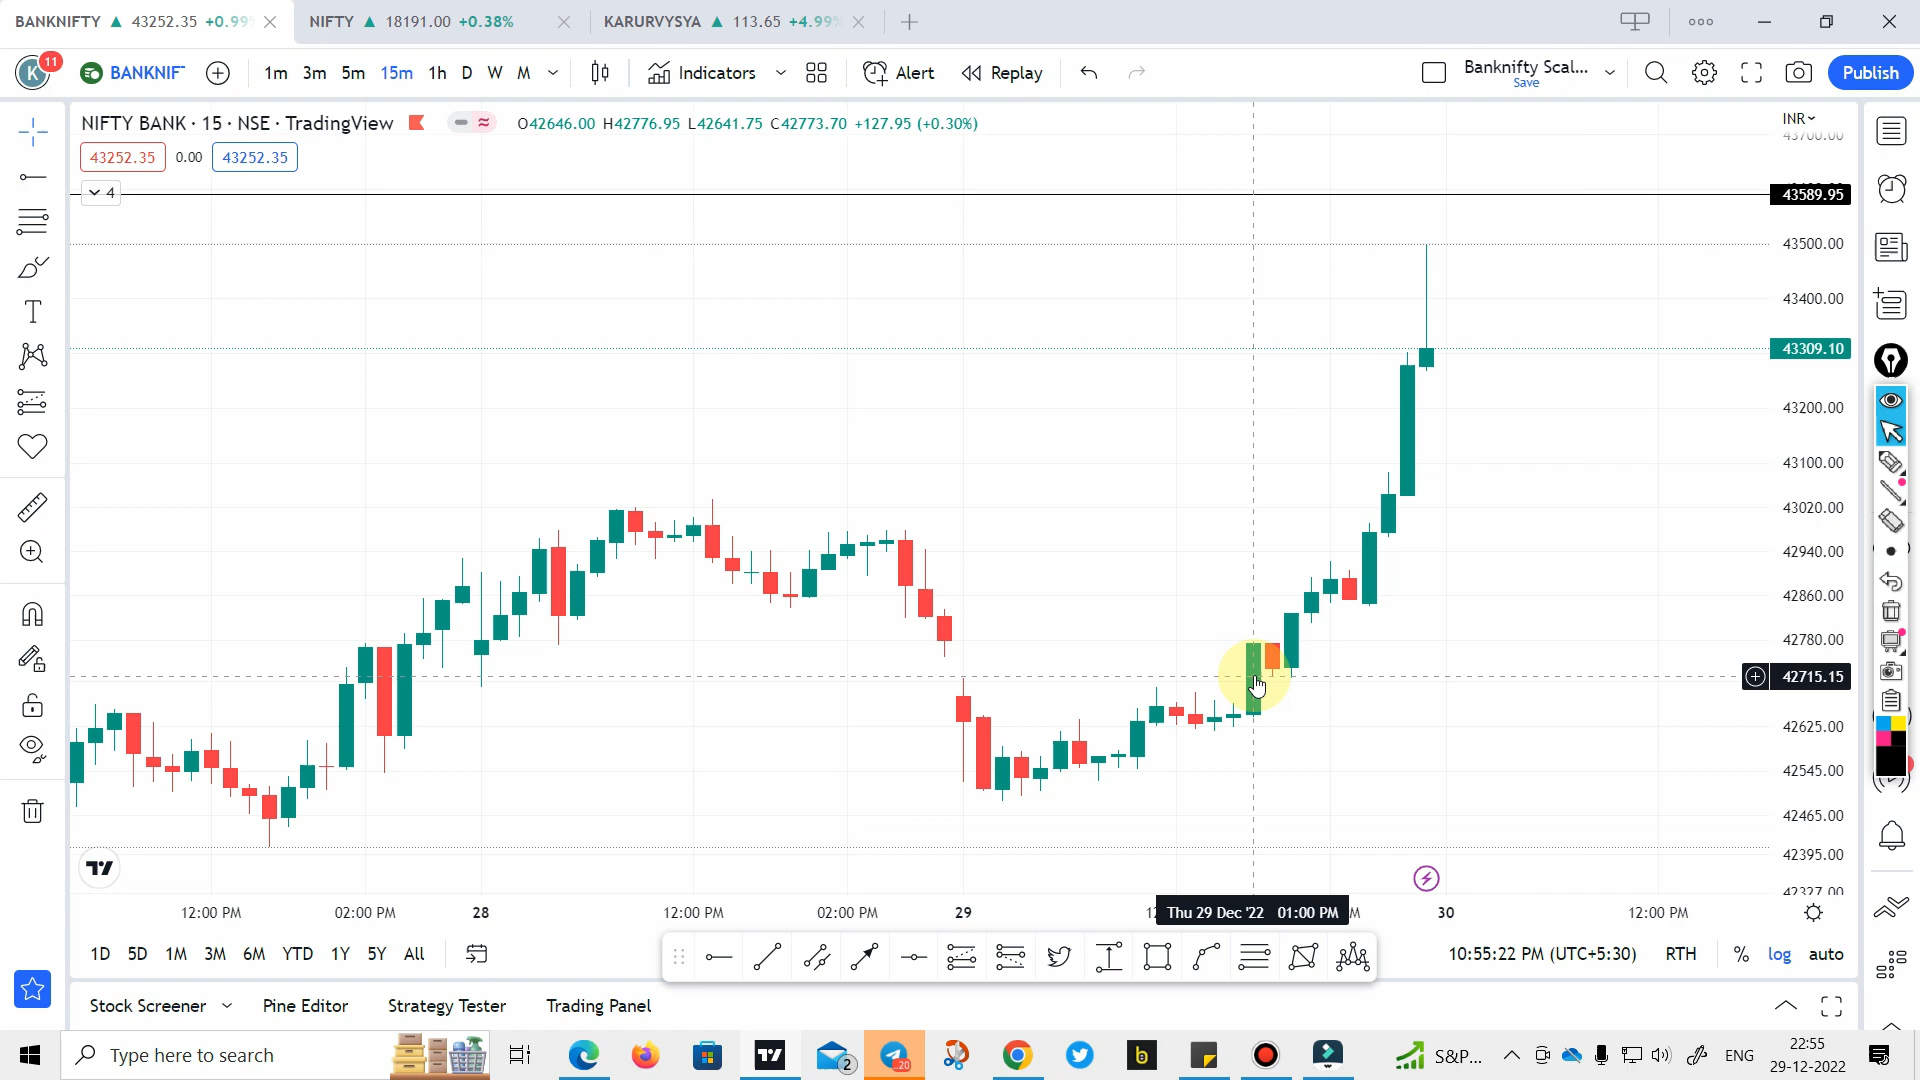 BANKNIFTY ▲ 43252.35 +0.99
NIFTY ▲ 18191.00 +0.38%
KARURVYSYA ▲ 113.65 +4.99%
K 11
BANKNIF
1m 3m 5m 15m 1h D W M
Indicators
Alert
Replay
Banknifty Scal...
Save
Publish
NIFTY BANK · 15 · NSE · TradingView
O42646.00 H42776.95 L42641.75 C42773.70 +127.95 (+0.30%)
INR
43700.00
43252.35 0.00 43252.35
4
43589.95
43500.00
43400.00
43309.10
43200.00
43100.00
43020.00
42940.00
42860.00
42780.00
42715.15
42625.00
42545.00
42465.00
42395.00
42327.00
12:00 PM 02:00 PM 28 12:00 PM 02:00 PM 29 Thu 29 Dec '22 01:00 PM M 30 12:00 PM
1D 5D 1M 3M 6M YTD 1Y 5Y All
10:55:22 PM (UTC+5:30) RTH % log auto
Stock Screener Pine Editor Strategy Tester Trading Panel
Type here to search
2
20
S&P...
ENG
22:55
29-12-2022